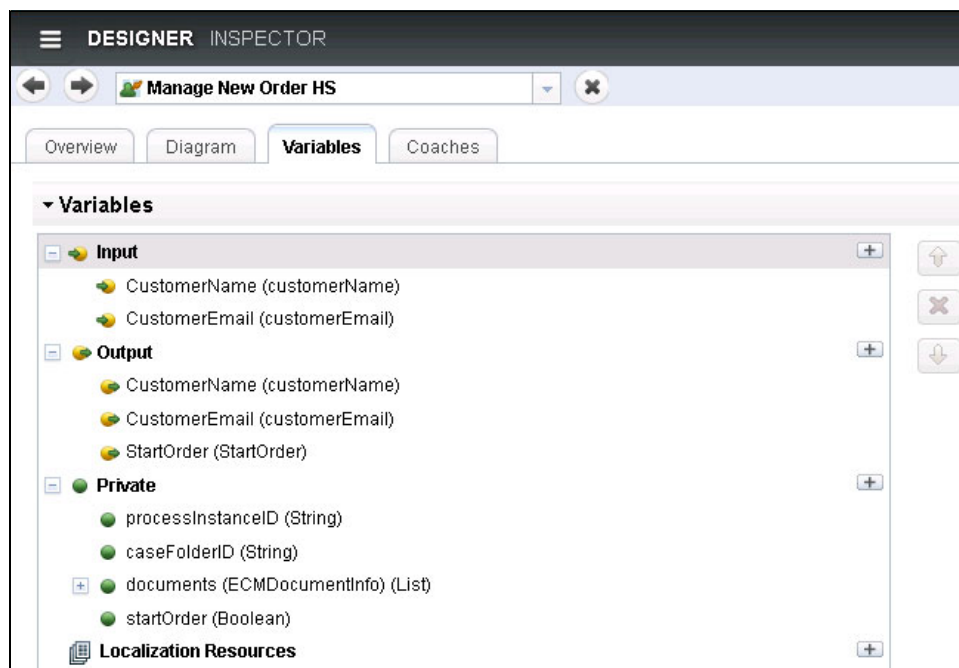 DESIGNER INSPECTOR
Manage New Order HS
Overview Diagram Variables Coaches
Variables
Input
CustomerName (customerName)
CustomerEmail (customerEmail)
Output
CustomerName (customerName)
CustomerEmail (customerEmail)
StartOrder (StartOrder)
Private
processInstanceID (String)
caseFolderID (String)
documents (ECMDocumentInfo) (List)
startOrder (Boolean)
Localization Resources